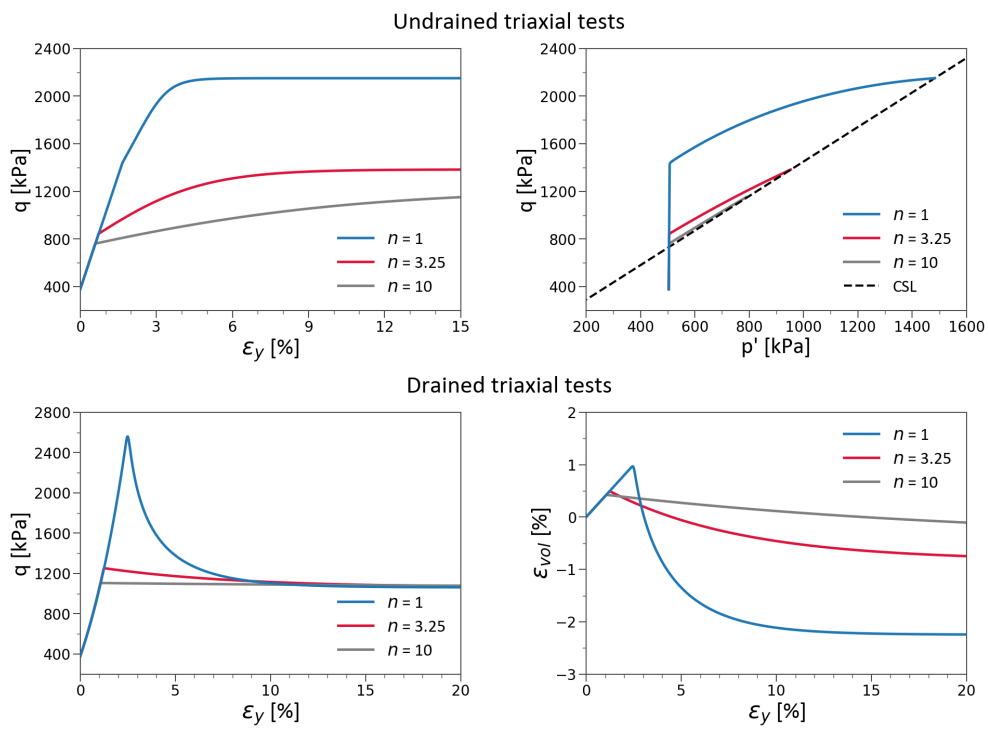 Undrained triaxial tests
2400
2000
1600
1200
800
400
q [kPa]
n = 1
n = 3.25
n = 10
0 3 6 9 12 15
εy [%]
2400
2000
1600
1200
800
400
q [kPa]
n = 1
n = 3.25
n = 10
CSL
200 400 600 800 1000 1200 1400 1600
p' [kPa]
Drained triaxial tests
2800
2400
2000
1600
1200
800
400
q [kPa]
n = 1
n = 3.25
n = 10
0 5 10 15 20
εy [%]
2
1
0
−1
−2
−3
εvol [%]
n = 1
n = 3.25
n = 10
0 5 10 15 20
εy [%]